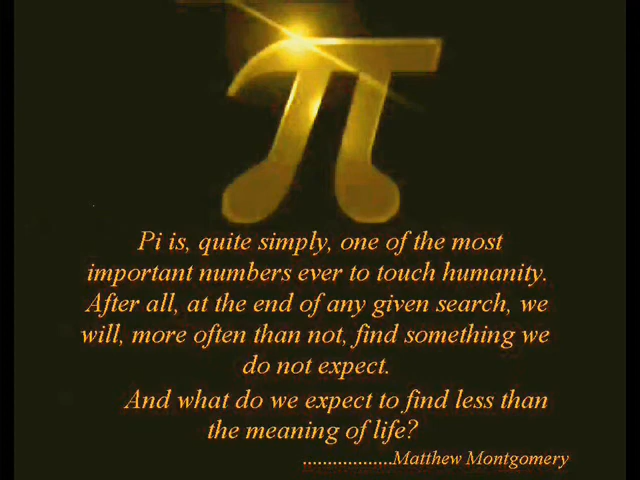 π
Pi is, quite simply, one of the most
important numbers ever to touch humanity.
After all, at the end of any given search, we
will, more often than not, find something we
do not expect.
And what do we expect to find less than
the meaning of life?
..................Matthew Montgomery